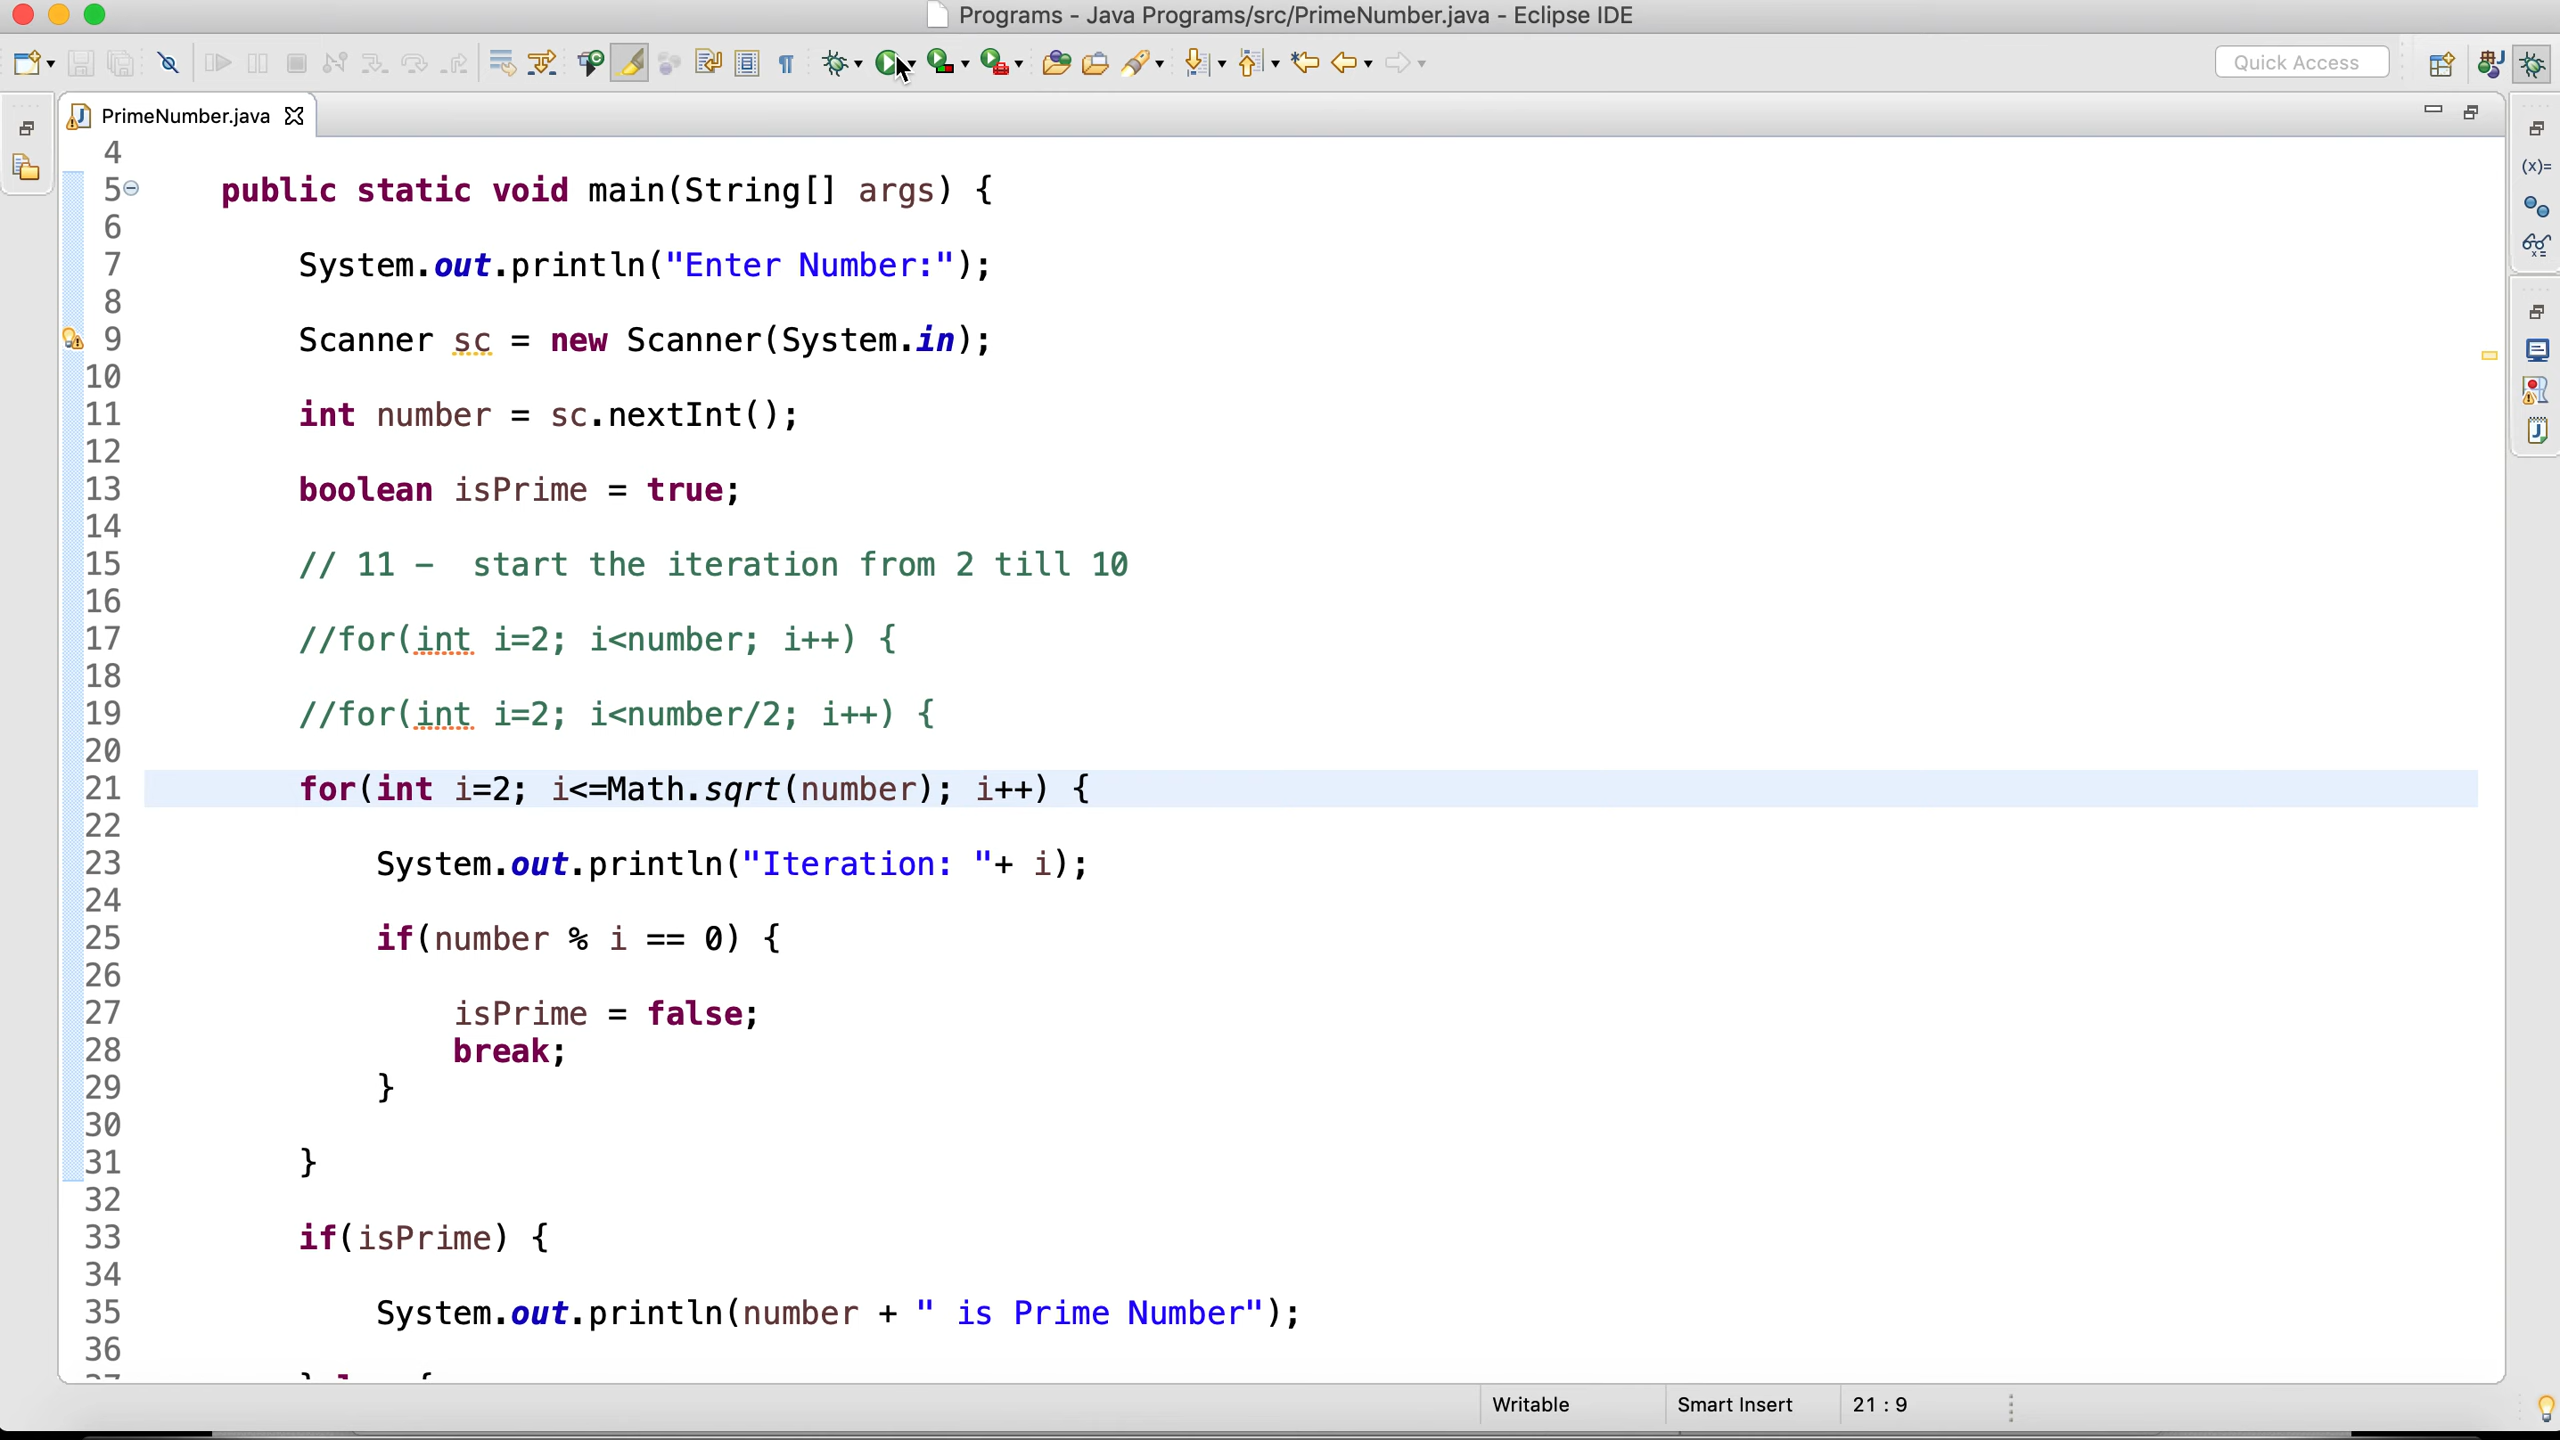 Programs - Java Programs/src/PrimeNumber.java - Eclipse IDE
Quick Access
PrimeNumber.java
4
5 public static void main(String[] args) {
6
7 System.out.println("Enter Number:");
8
9 Scanner sc = new Scanner(System.in);
10
11 int number = sc.nextInt();
12
13 boolean isPrime = true;
14
15 // 11 -  start the iteration from 2 till 10
16
17 //for(int i=2; i<number; i++) {
18
19 //for(int i=2; i<number/2; i++) {
20
21 for(int i=2; i<=Math.sqrt(number); i++) {
22
23 System.out.println("Iteration: "+ i);
24
25 if(number % i == 0) {
26
27 isPrime = false;
28 break;
29 }
30
31 }
32
33 if(isPrime) {
34
35 System.out.println(number + " is Prime Number");
36
Writable Smart Insert 21 : 9